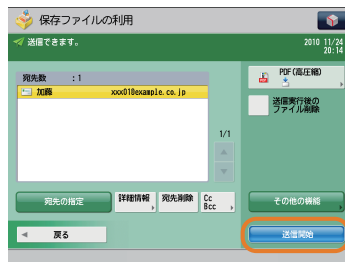 保存ファイルの利用
送信できます。
2010 11/24
20:14
宛先数 :1
加藤 xxx01@example.co.jp
1/1
PDF(高圧縮)
送信実行後の
ファイル削除
宛先の指定
詳細情報
宛先削除
Cc
Bcc
その他の機能
戻る
送信開始